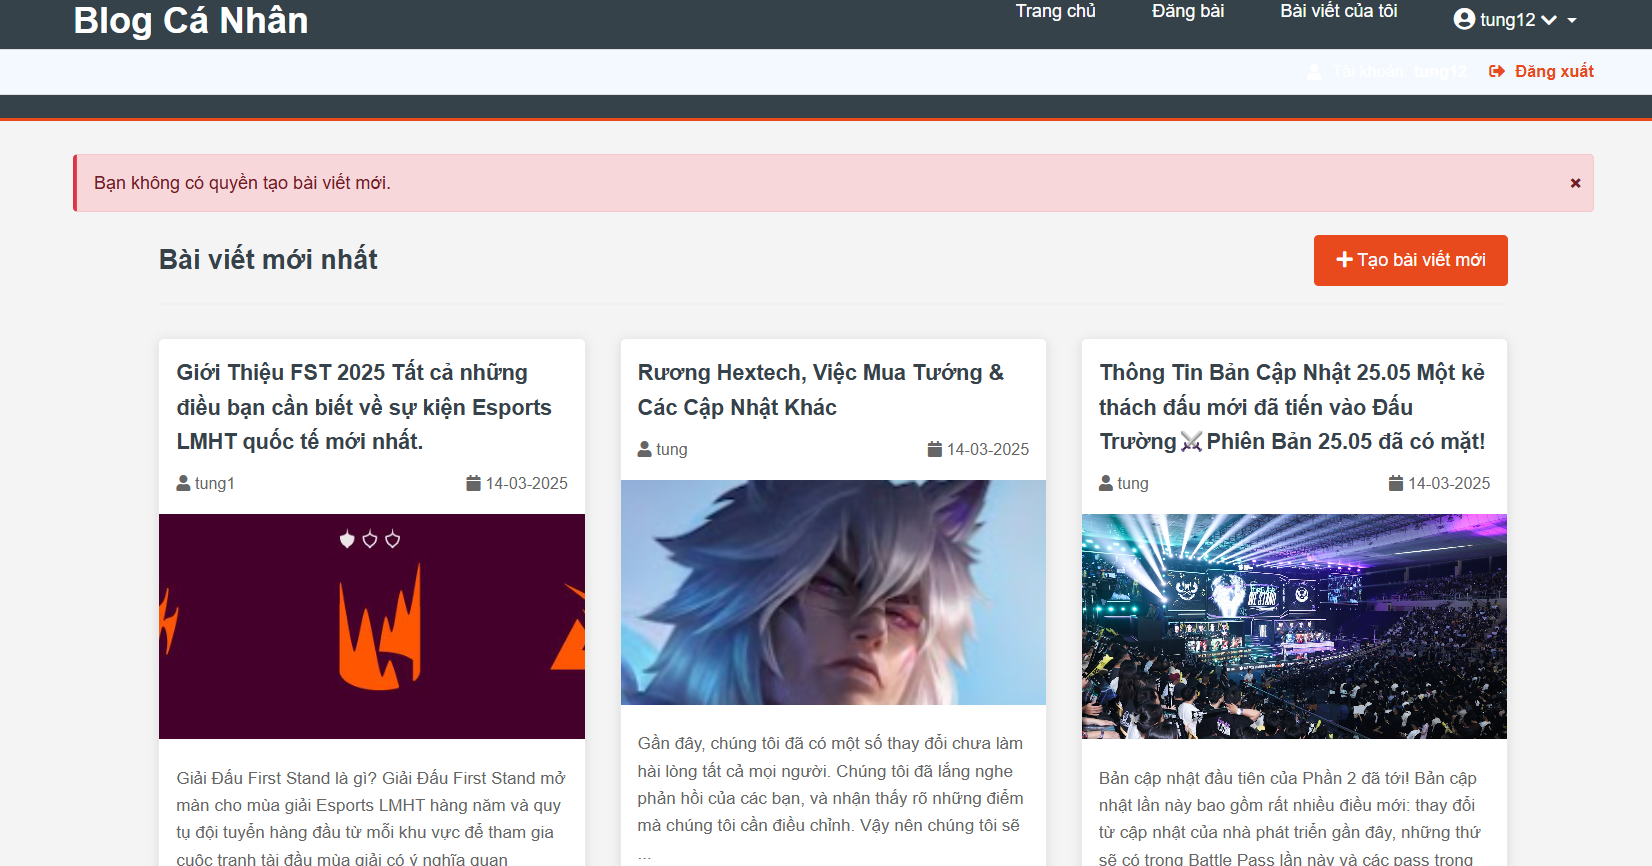 Blog Cá Nhân
Trang chủ
Đăng bài
Bài viết của tôi
tung12
Tài khoản: tung12
Đăng xuất
Bạn không có quyền tạo bài viết mới.
Bài viết mới nhất
Tạo bài viết mới
Giới Thiệu FST 2025 Tất cả những
điều bạn cần biết về sự kiện Esports
LMHT quốc tế mới nhất.
tung1
14-03-2025
Giải Đấu First Stand là gì? Giải Đấu First Stand mở
màn cho mùa giải Esports LMHT hàng năm và quy
tụ đội tuyển hàng đầu từ mỗi khu vực để tham gia
cuộc tranh tài đầu mùa giải có ý nghĩa quan
Rương Hextech, Việc Mua Tướng &
Các Cập Nhật Khác
tung
14-03-2025
Gần đây, chúng tôi đã có một số thay đổi chưa làm
hài lòng tất cả mọi người. Chúng tôi đã lắng nghe
phản hồi của các bạn, và nhận thấy rõ những điểm
mà chúng tôi cần điều chỉnh. Vậy nên chúng tôi sẽ
...
Thông Tin Bản Cập Nhật 25.05 Một kẻ
thách đấu mới đã tiến vào Đấu
Trường⚔️Phiên Bản 25.05 đã có mặt!
tung
14-03-2025
Bản cập nhật đầu tiên của Phần 2 đã tới! Bản cập
nhật lần này bao gồm rất nhiều điều mới: thay đổi
từ cập nhật của nhà phát triển gần đây, những thứ
sẽ có trong Battle Pass lần này và các pass trong